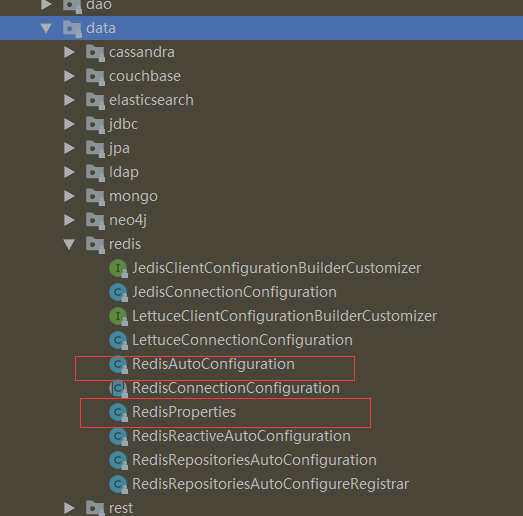 dao
data
cassandra
couchbase
elasticsearch
jdbc
jpa
ldap
mongo
neo4j
redis
JedisClientConfigurationBuilderCustomizer
JedisConnectionConfiguration
LettuceClientConfigurationBuilderCustomizer
LettuceConnectionConfiguration
RedisAutoConfiguration
RedisConnectionConfiguration
RedisProperties
RedisReactiveAutoConfiguration
RedisRepositoriesAutoConfiguration
RedisRepositoriesAutoConfigureRegistrar
rest